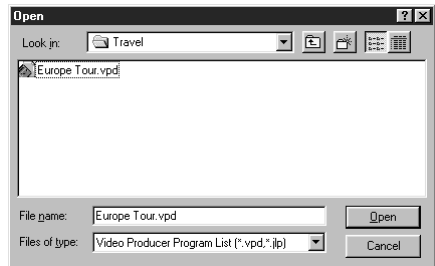 Open
Look in: Travel
Europe Tour.vpd
File name: Europe Tour.vpd Open
Files of type: Video Producer Program List (*.vpd,*.jlp) Cancel